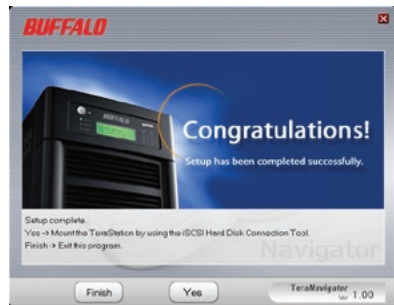 BUFFALO
BUFFALO
Congratulations!
Setup has been completed successfully.
Setup complete.
Yes -> Mount the TeraStation by using the iSCSI Hard Disk Connection Tool.
Finish -> Exit this program.
Navigator
Finish
Yes
TeraNavigator
Ver 1.00